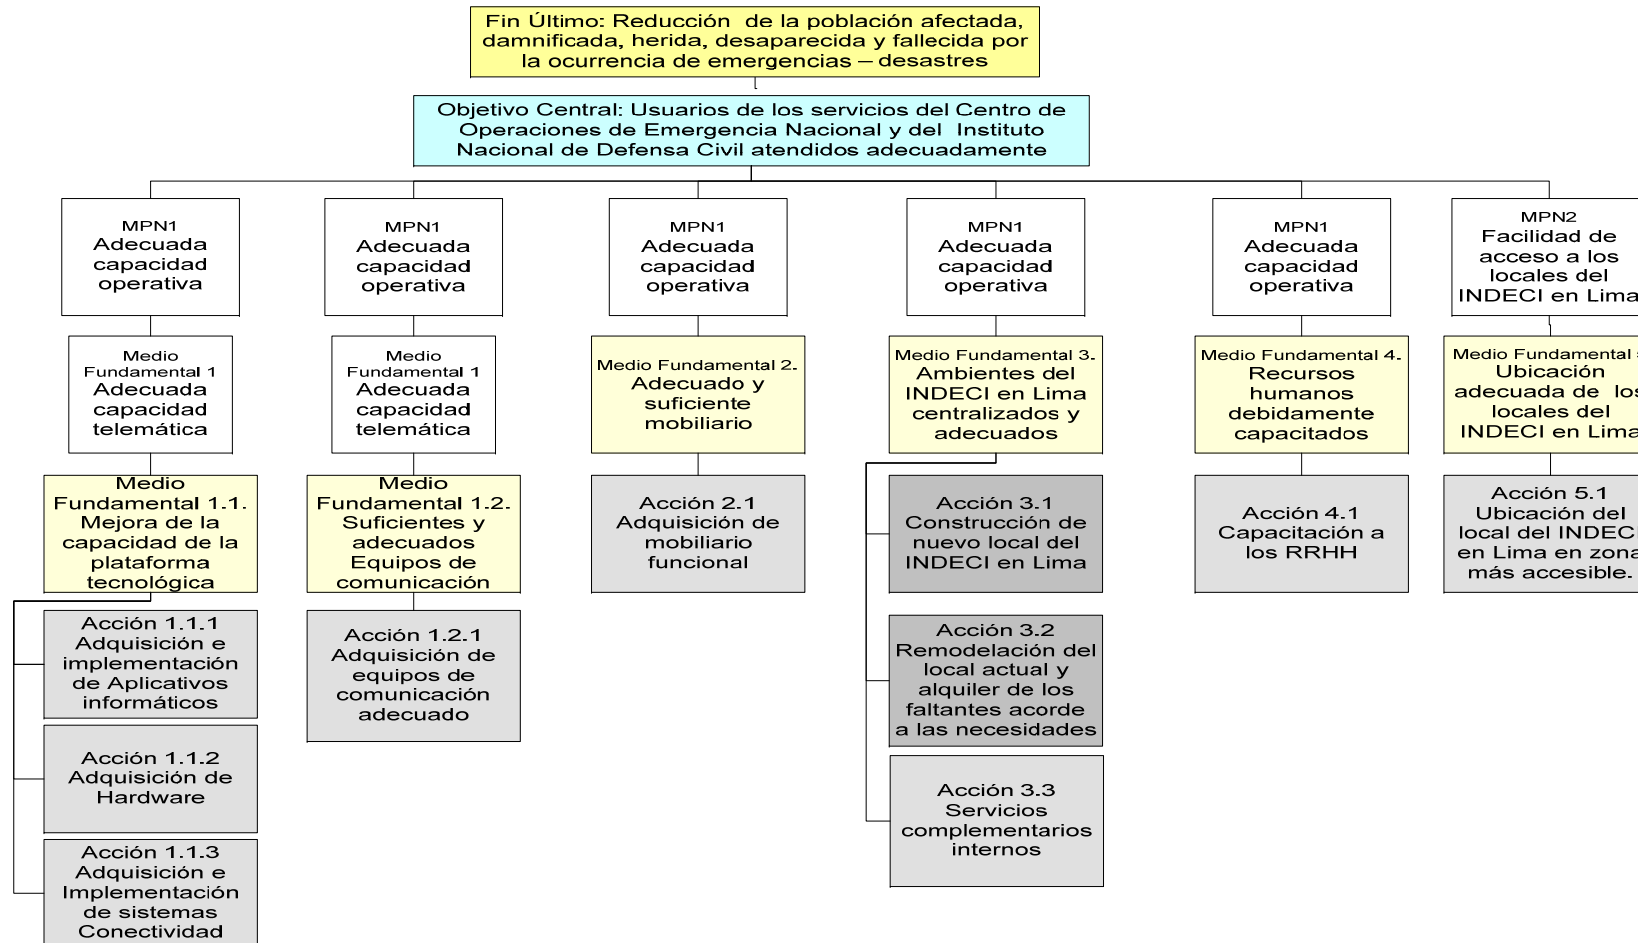 Fin Último: Reducción de la población afectada,
damnificada, herida, desaparecida y fallecida por
la ocurrencia de emergencias – desastres
Objetivo Central: Usuarios de los servicios del Centro de
Operaciones de Emergencia Nacional y del Instituto
Nacional de Defensa Civil atendidos adecuadamente
MPN1
Adecuada
capacidad
operativa
MPN1
Adecuada
capacidad
operativa
MPN1
Adecuada
capacidad
operativa
MPN1
Adecuada
capacidad
operativa
MPN1
Adecuada
capacidad
operativa
MPN2
Facilidad de
acceso a los
locales del
INDECI en Lima
Medio
Fundamental 1
Adecuada
capacidad
telemática
Medio
Fundamental 1
Adecuada
capacidad
telemática
Medio Fundamental 2.
Adecuado y
suficiente
mobiliario
Medio Fundamental 3.
Ambientes del
INDECI en Lima
centralizados y
adecuados
Medio Fundamental 4.
Recursos
humanos
debidamente
capacitados
Medio Fundamental
Ubicación
adecuada de los
locales del
INDECI en Lima
Medio
Fundamental 1.1.
Mejora de la
capacidad de la
plataforma
tecnológica
Medio
Fundamental 1.2.
Suficientes y
adecuados
Equipos de
comunicación
Acción 2.1
Adquisición de
mobiliario
funcional
Acción 3.1
Construcción de
nuevo local del
INDECI en Lima
Acción 4.1
Capacitación a
los RRHH
Acción 5.1
Ubicación del
local del INDECI
en Lima en zona
más accesible.
Acción 1.1.1
Adquisición e
implementación
de Aplicativos
informáticos
Acción 1.2.1
Adquisición de
equipos de
comunicación
adecuado
Acción 3.2
Remodelación del
local actual y
alquiler de los
faltantes acorde
a las necesidades
Acción 1.1.2
Adquisición de
Hardware
Acción 3.3
Servicios
complementarios
internos
Acción 1.1.3
Adquisición e
Implementación
de sistemas
Conectividad